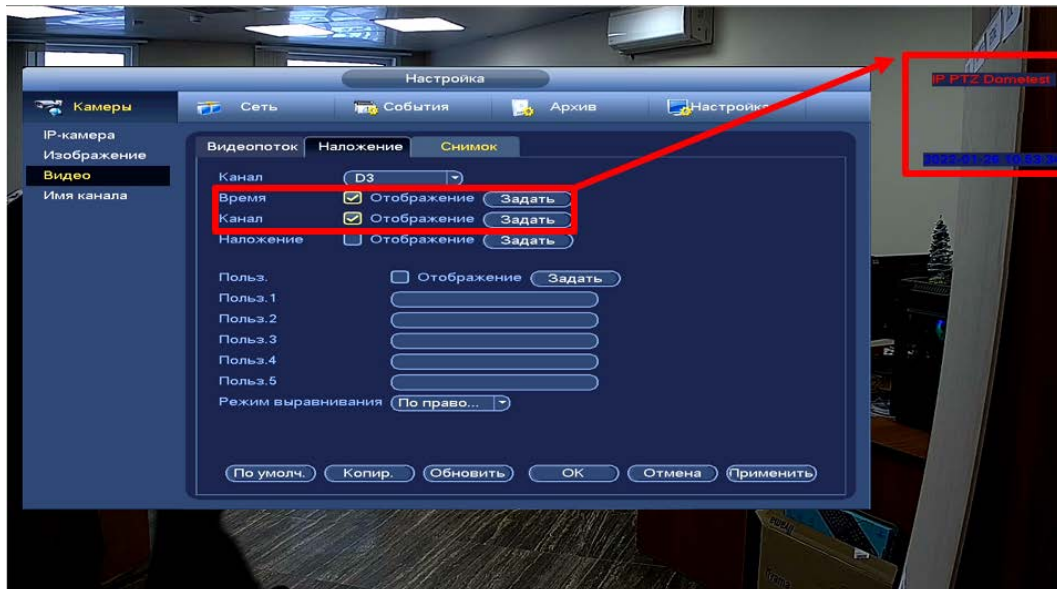 Настройка
Камеры Сеть События Архив Настройка
IP-камера
Изображение
Видео
Имя канала
Видеопоток Наложение Снимок
Канал D3
Время Отображение Задать
Канал Отображение Задать
Наложение Отображение Задать
Польз. Отображение Задать
Польз.1
Польз.2
Польз.3
Польз.4
Польз.5
Режим выравнивания По право...
По умолч. Копир. Обновить OK Отмена Применить
IP PTZ Dometest